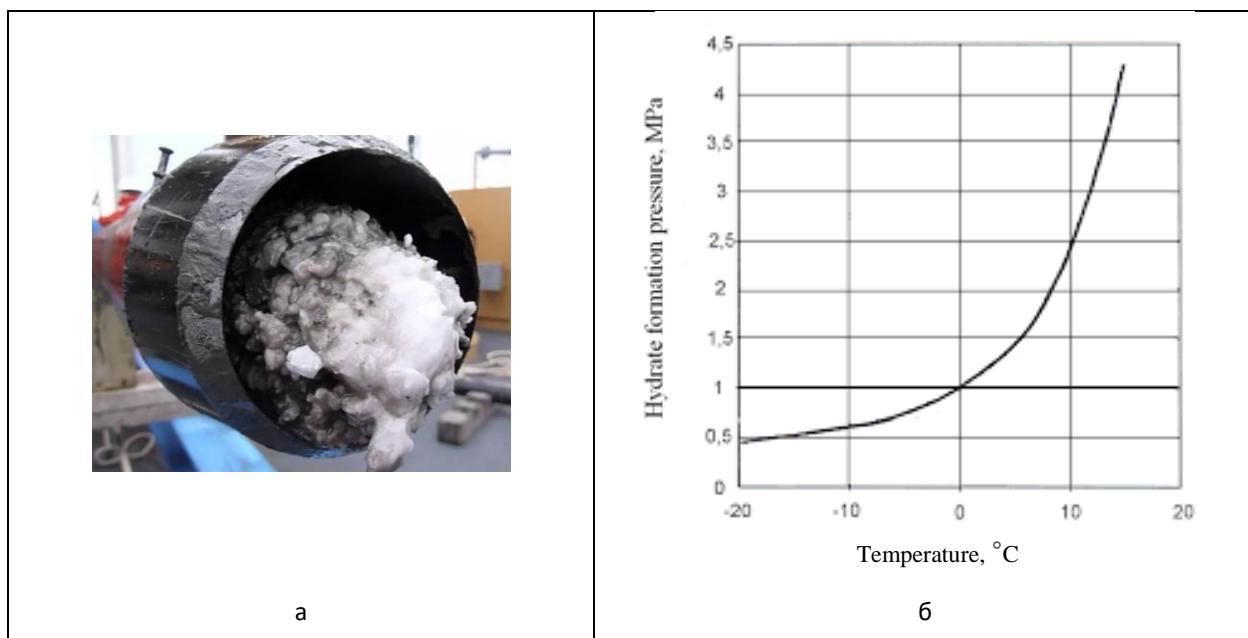 4,5
4
3,5
3
2,5
2
1,5
1
0,5
0
Hydrate formation pressure, MPa
-20 -10 0 10 20
Temperature, °C
а
б